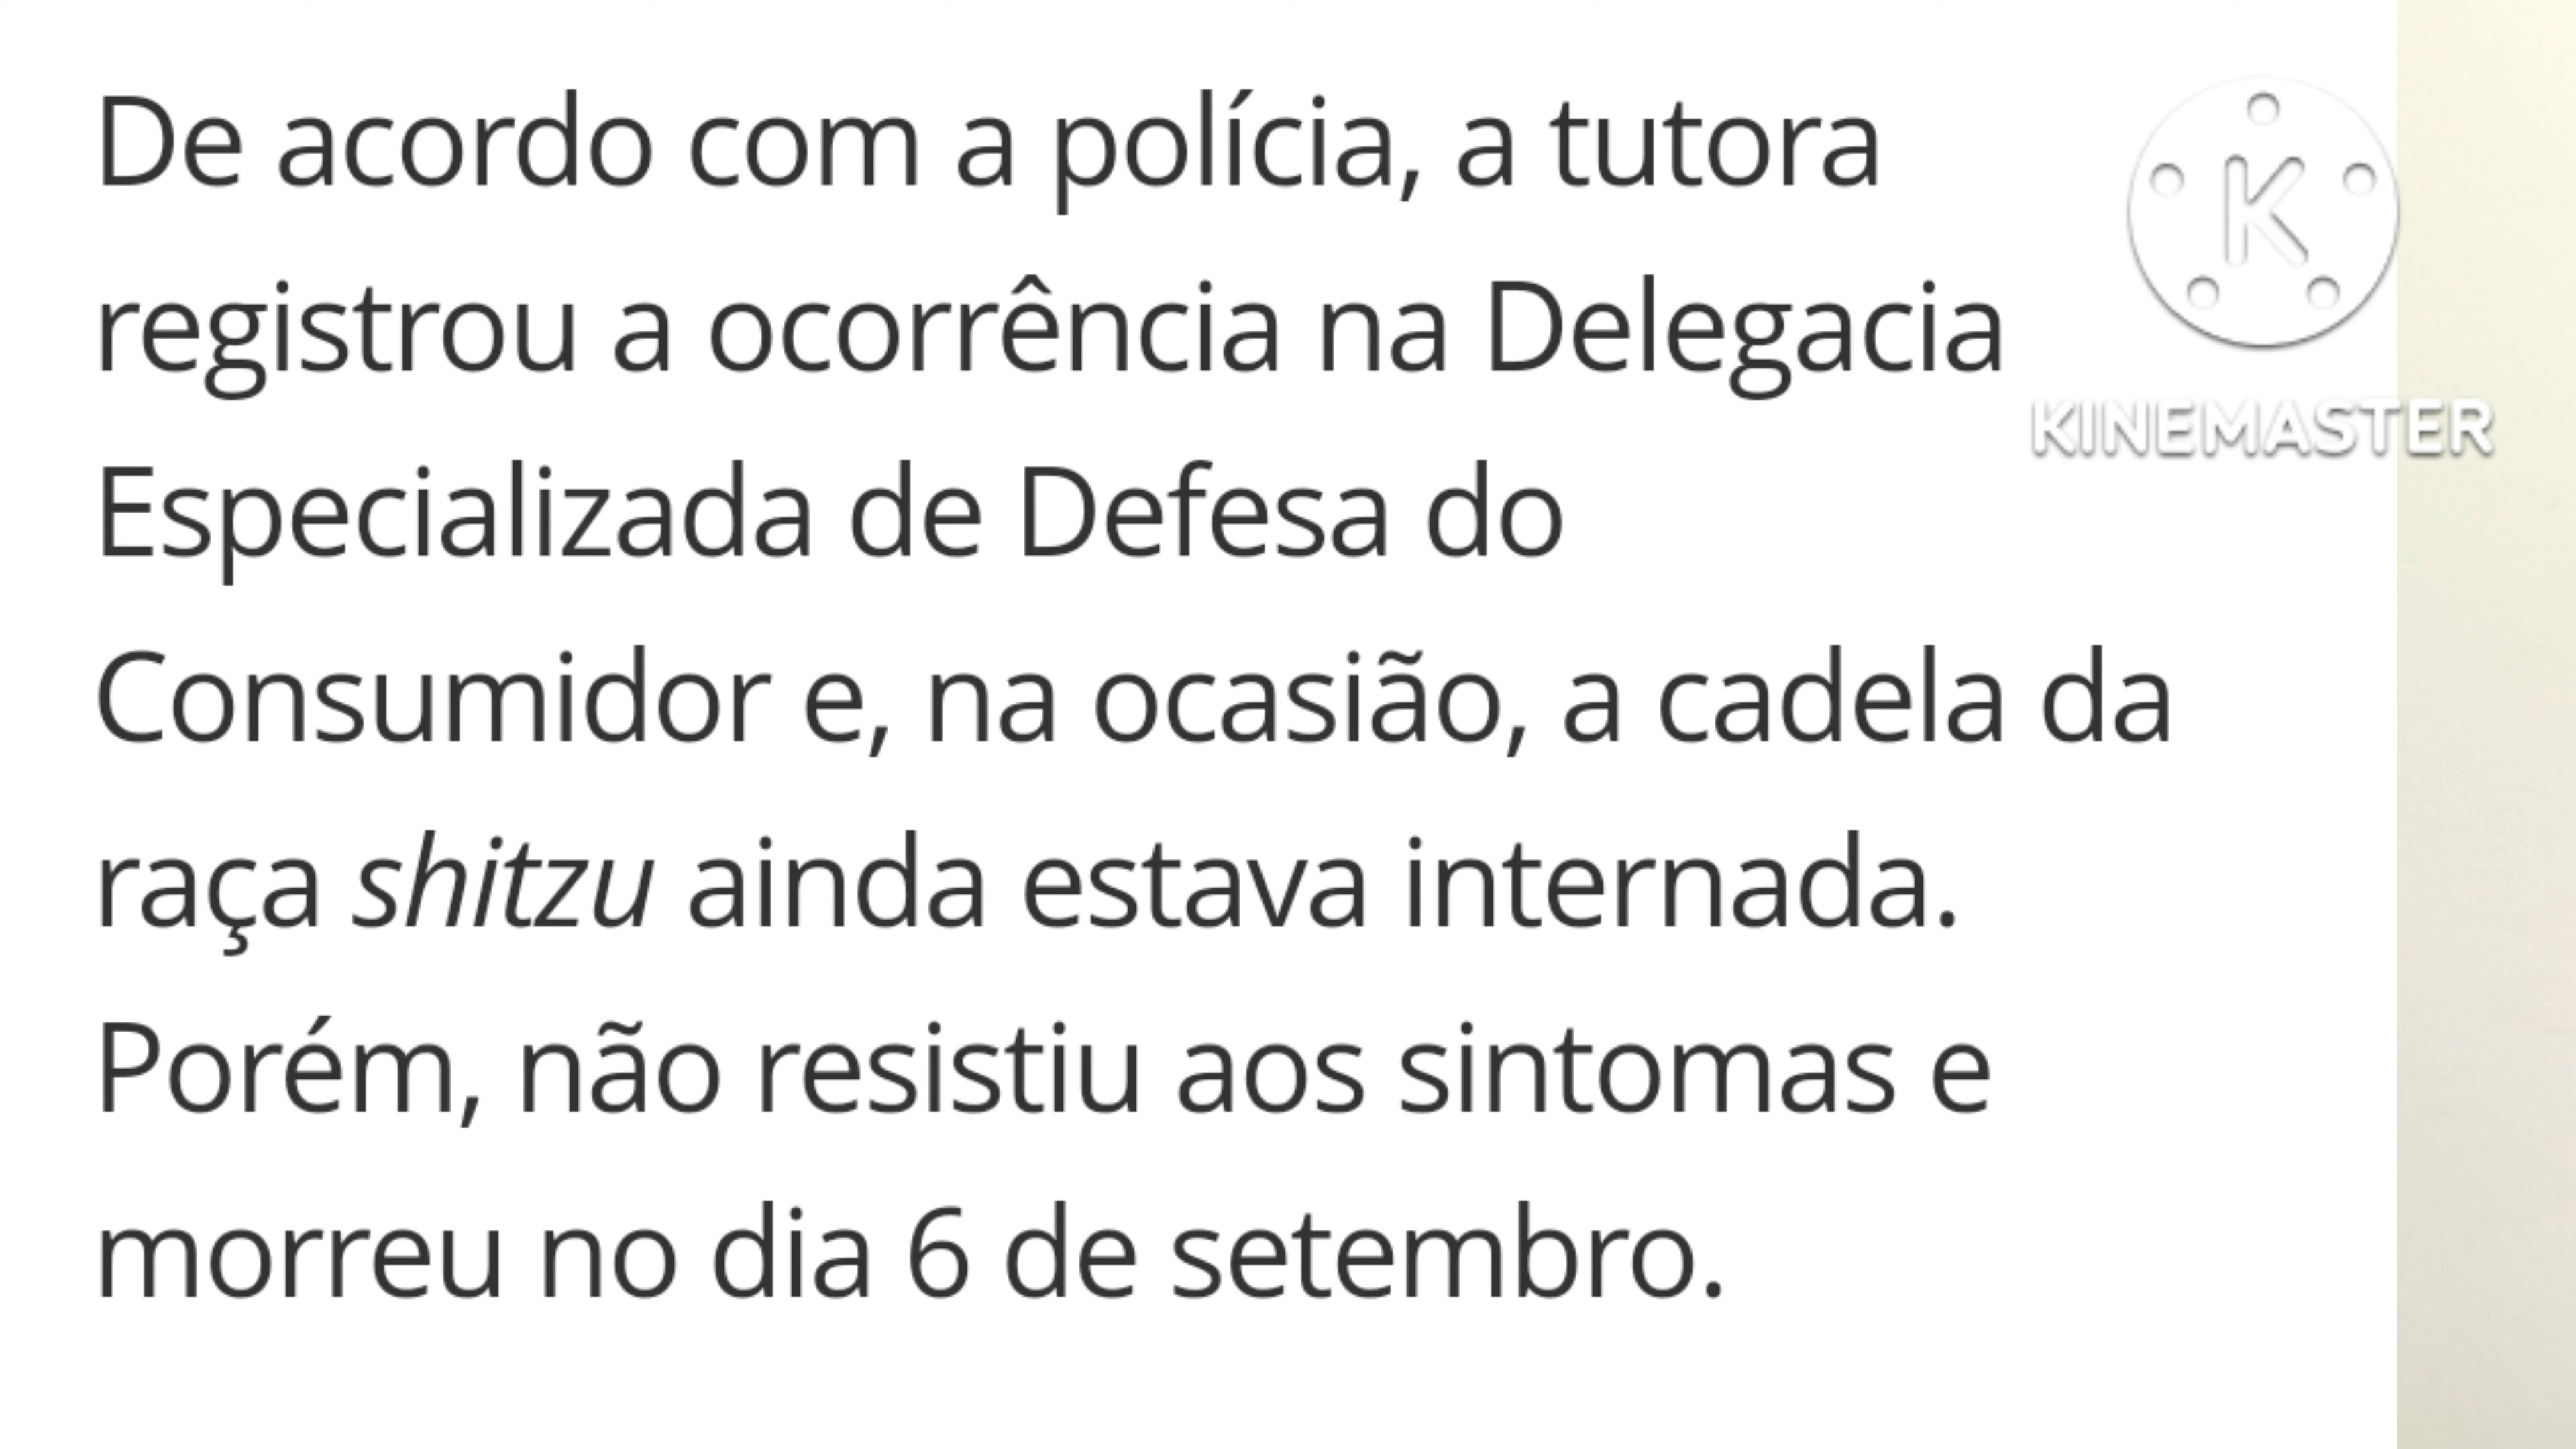 De acordo com a polícia, a tutora
registrou a ocorrência na Delegacia
Especializada de Defesa do
Consumidor e, na ocasião, a cadela da
raça shitzu ainda estava internada.
Porém, não resistiu aos sintomas e
morreu no dia 6 de setembro.
K
KINEMASTER